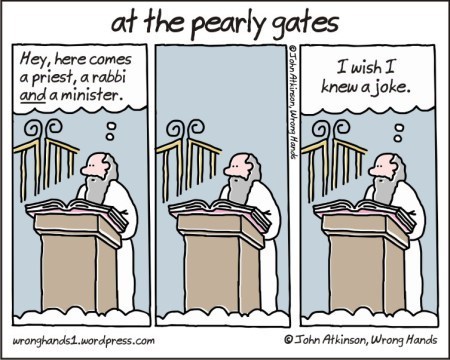 at the pearly gates
Hey, here comes
a priest, a rabbi
and a minister.
© John Atkinson, Wrong Hands
I wish I
knew a joke.
wronghands1.wordpress.com
© John Atkinson, Wrong Hands